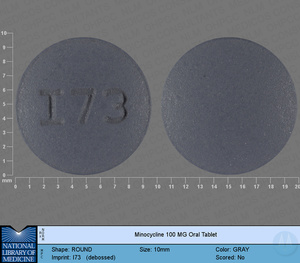 I73
10
9
8
7
6
5
4
3
2
1
0
mm
0 1 2 3 4 5 6 7 8 9 10 11 12 13 14 15 16 17 18 19 20
Minocycline 100 MG Oral Tablet
Shape: ROUND Size: 10mm Color: GRAY
Imprint: I73 (debossed) Scored: No
NATIONAL
LIBRARY OF
MEDICINE